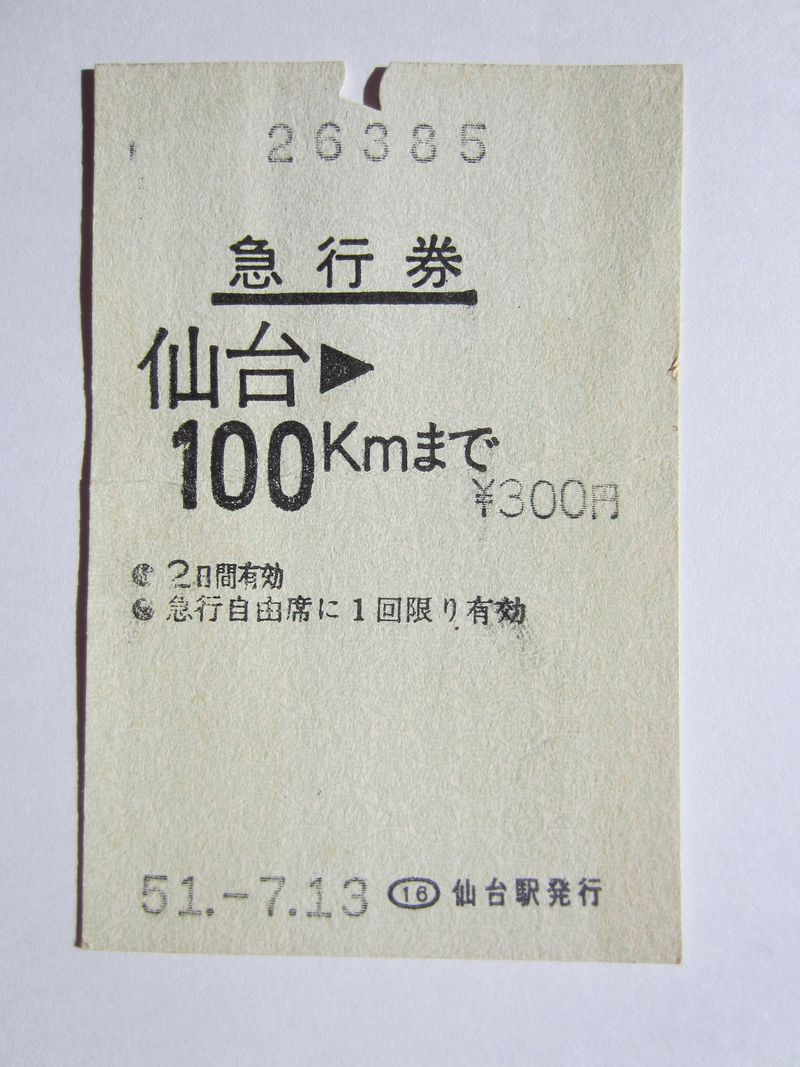 26385
急行券
仙台▶
100Kmまで
¥300円
● 2日間有効
● 急行自由席に1回限り有効
51.-7.13 16 仙台駅発行